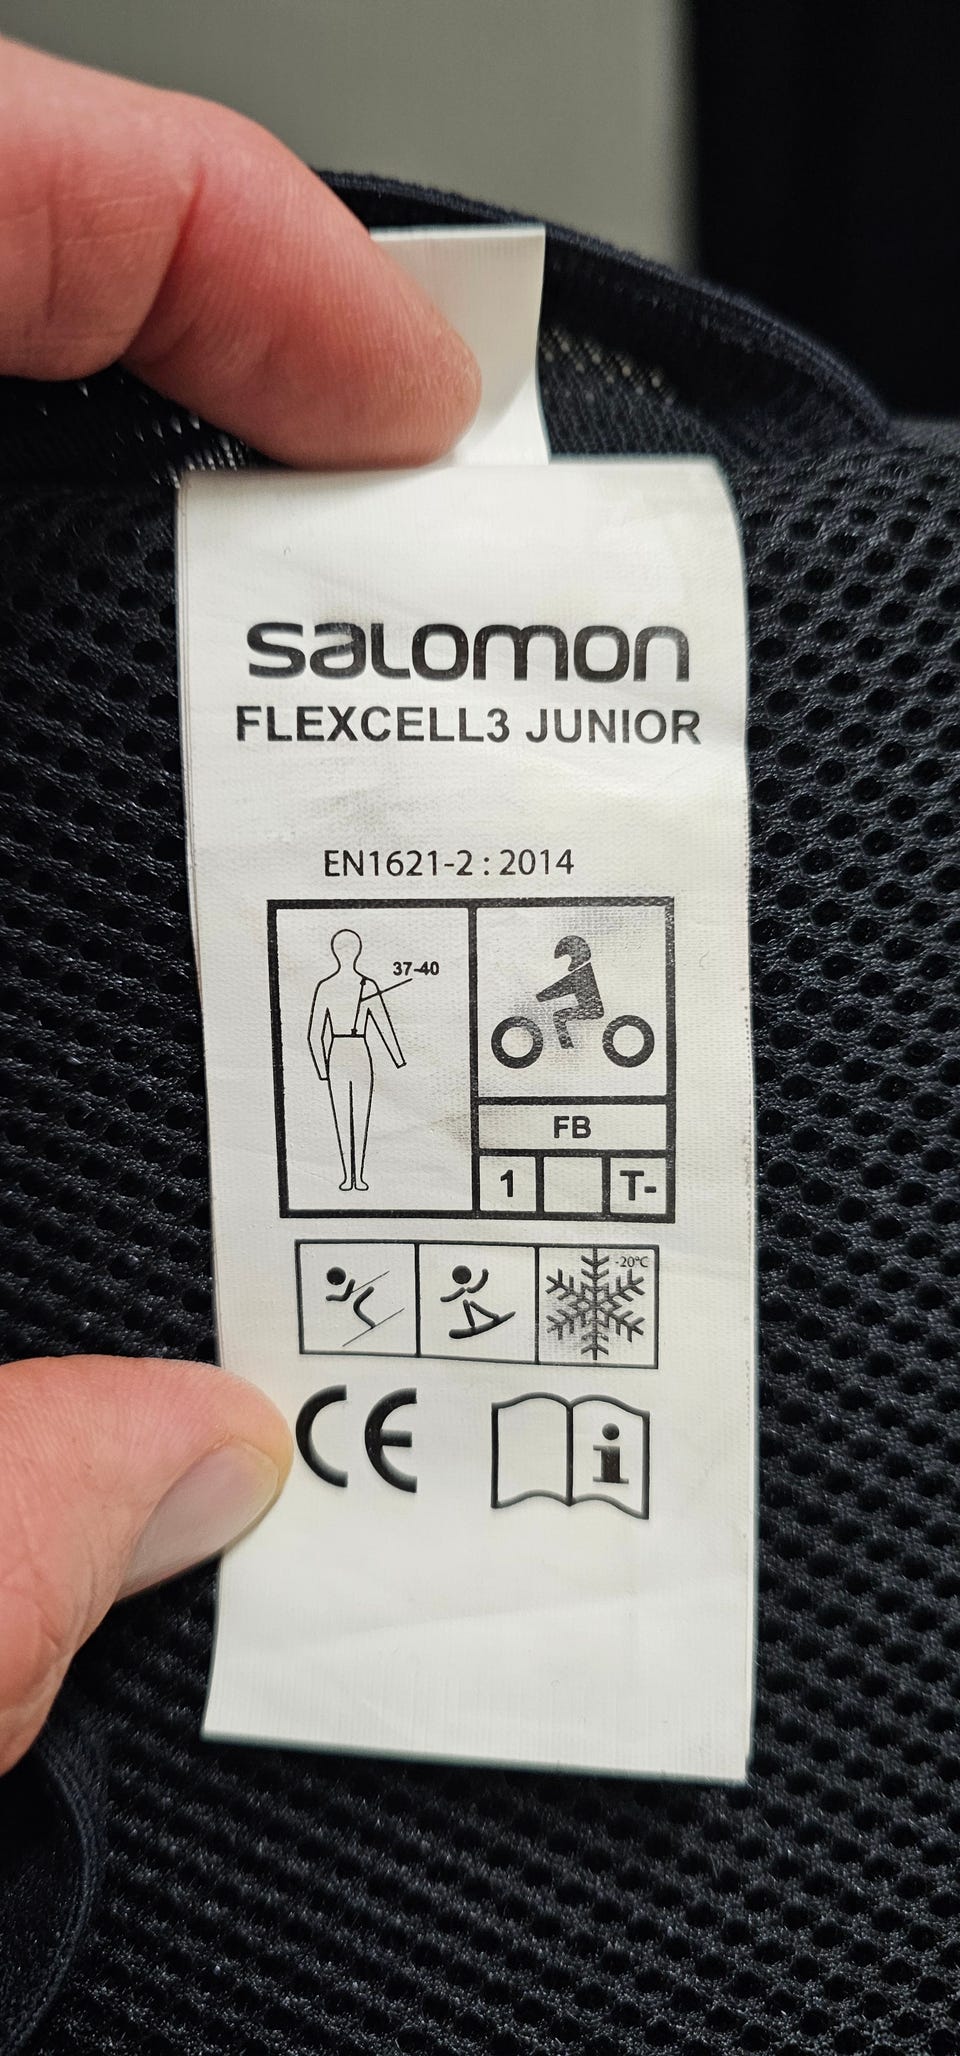 salomon
FLEXCELL3 JUNIOR
EN1621-2 : 2014
37-40
FB
1 T-
-20°C
CE
i